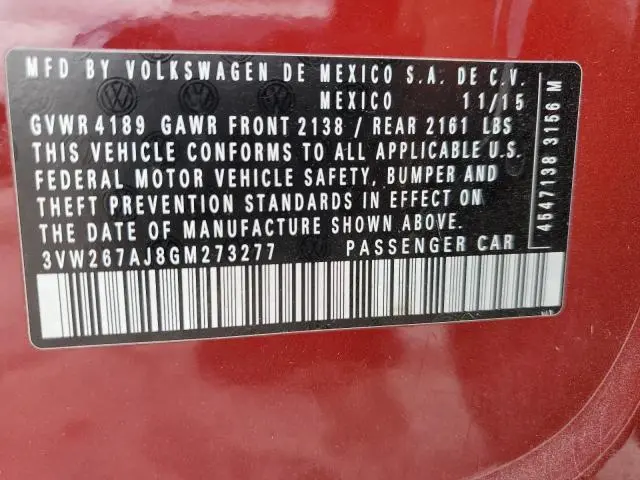 MFD BY VOLKSWAGEN DE MEXICO S.A. DE C.V.
MEXICO 11/15
GVWR 4189 GAWR FRONT 2138 / REAR 2161 LBS
THIS VEHICLE CONFORMS TO ALL APPLICABLE U.S.
FEDERAL MOTOR VEHICLE SAFETY, BUMPER AND
THEFT PREVENTION STANDARDS IN EFFECT ON
THE DATE OF MANUFACTURE SHOWN ABOVE.
3VW267AJ8GM273277 PASSENGER CAR
4547138 3156 M